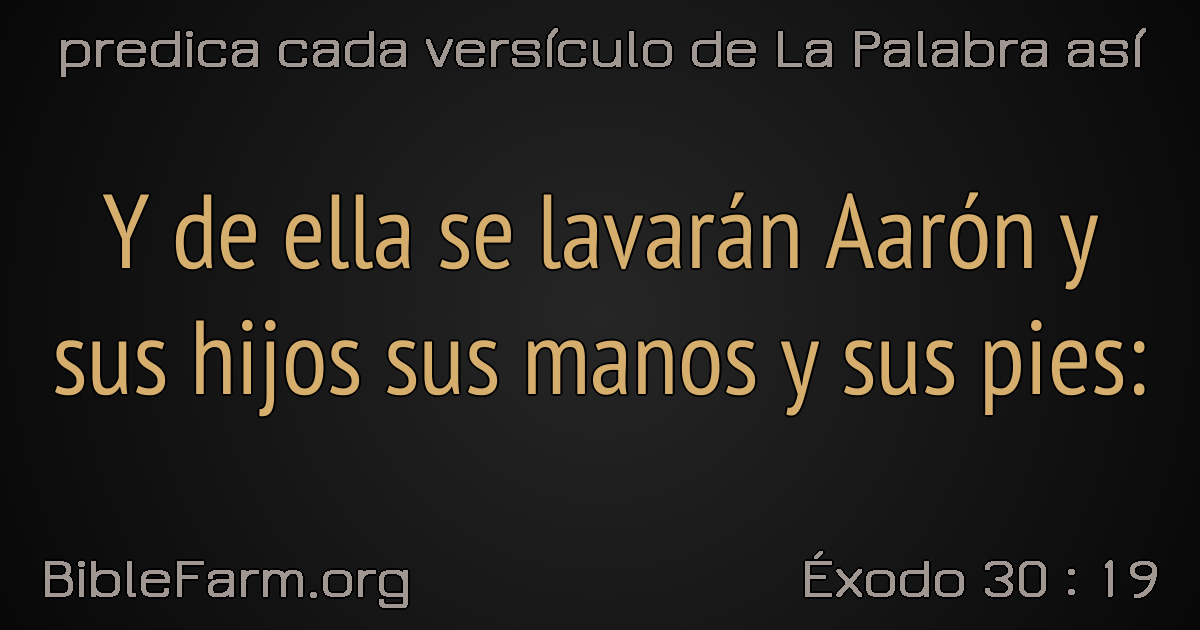 predica cada versículo de La Palabra así
Y de ella se lavarán Aarón y
sus hijos sus manos y sus pies:
BibleFarm.org
Éxodo 30 : 19